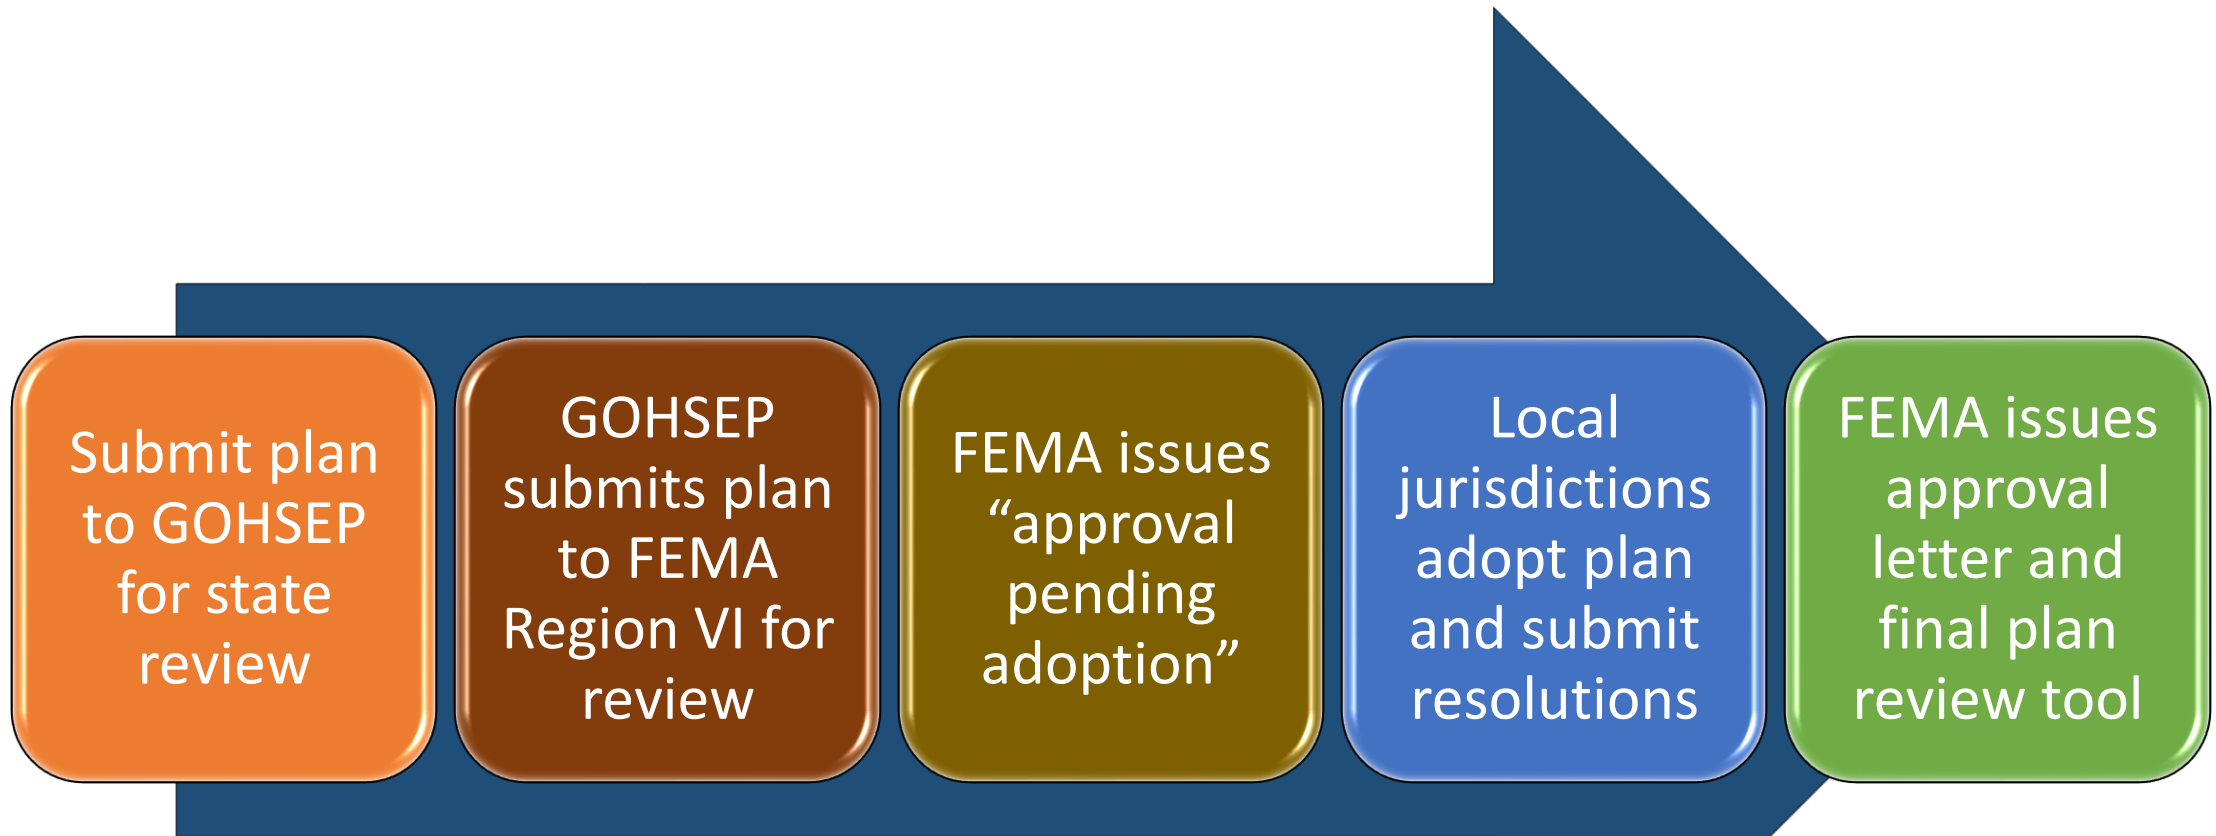 Submit plan
to GOHSEP
for state
review
GOHSEP
submits plan
to FEMA
Region VI for
review
FEMA issues
“approval
pending
adoption”
Local
jurisdictions
adopt plan
and submit
resolutions
FEMA issues
approval
letter and
final plan
review tool